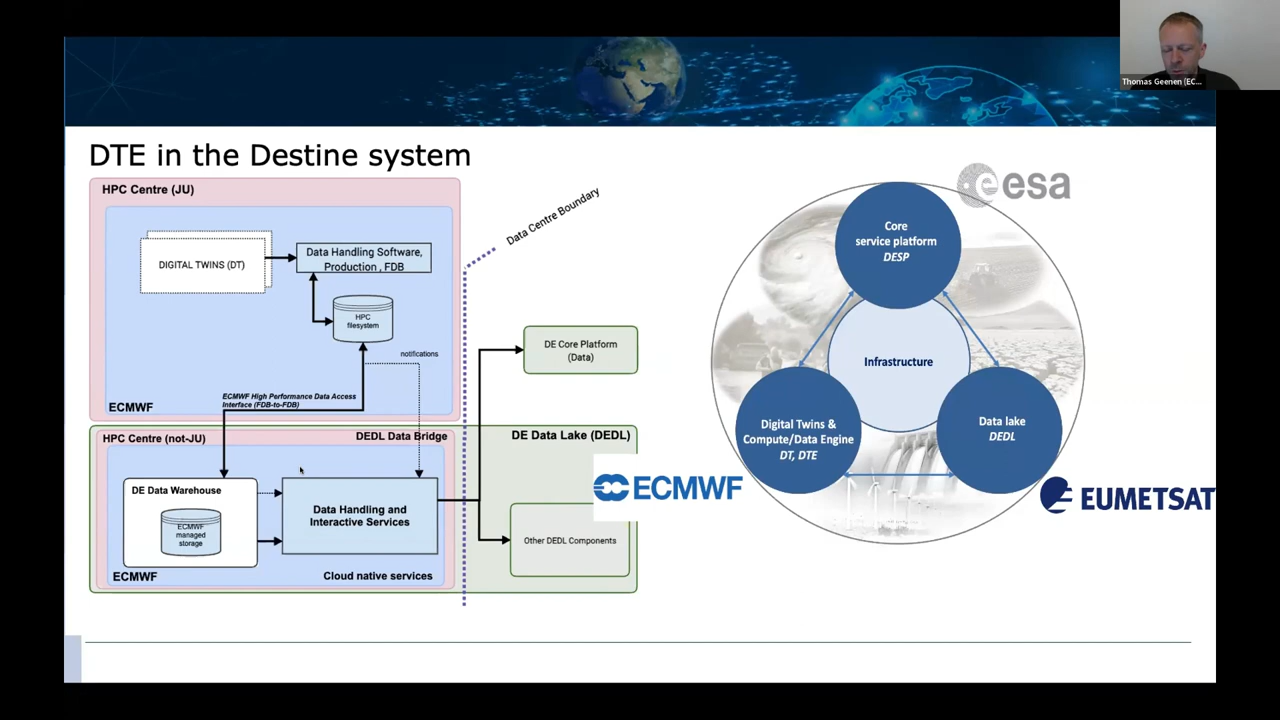 Thomas Geenen (EC...
DTE in the Destine system
HPC Centre (JU)
DIGITAL TWINS (DT)
Data Handling Software,
Production , FDB
HPC
filesystem
notifications
ECMWF High Performance Data Access
Interface (FDB-to-FDB)
ECMWF
Data Centre Boundary
DE Core Platform
(Data)
HPC Centre (not-JU)
DEDL Data Bridge
DE Data Lake (DEDL)
DE Data Warehouse
ECMWF
managed
storage
Data Handling and
Interactive Services
Other DEDL Components
ECMWF
Cloud native services
esa
Core
service platform
DESP
Infrastructure
Digital Twins &
Compute/Data Engine
DT, DTE
Data lake
DEDL
ECMWF
EUMETSAT